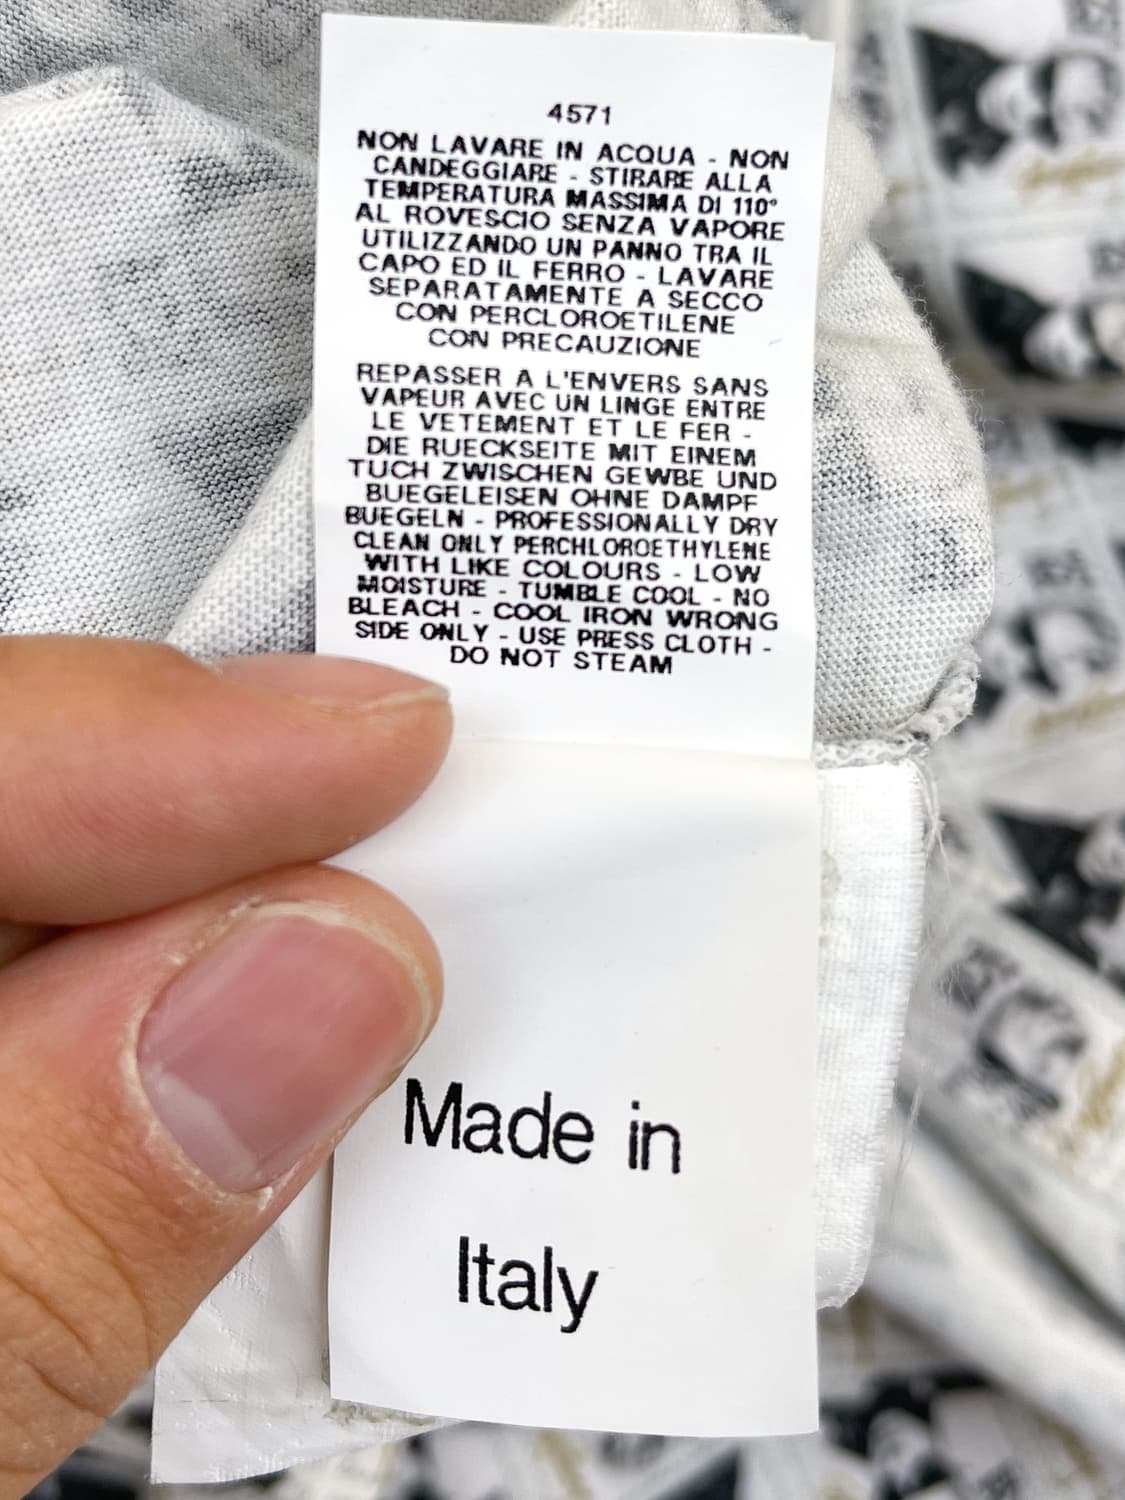 4571
NON LAVARE IN ACQUA - NON
CANDEGGIARE - STIRARE ALLA
TEMPERATURA MASSIMA DI 110°
AL ROVESCIO SENZA VAPORE
UTILIZZANDO UN PANNO TRA IL
CAPO ED IL FERRO - LAVARE
SEPARATAMENTE A SECCO
CON PERCLOROETILENE
CON PRECAUZIONE
REPASSER A L'ENVERS SANS
VAPEUR AVEC UN LINGE ENTRE
LE VETEMENT ET LE FER -
DIE RUECKSEITE MIT EINEM
TUCH ZWISCHEN GEWBE UND
BUEGELEISEN OHNE DAMPF
BUEGELN - PROFESSIONALLY DRY
CLEAN ONLY PERCHLOROETHYLENE
WITH LIKE COLOURS - LOW
MOISTURE - TUMBLE COOL - NO
BLEACH - COOL IRON WRONG
SIDE ONLY - USE PRESS CLOTH -
DO NOT STEAM
Made in
Italy